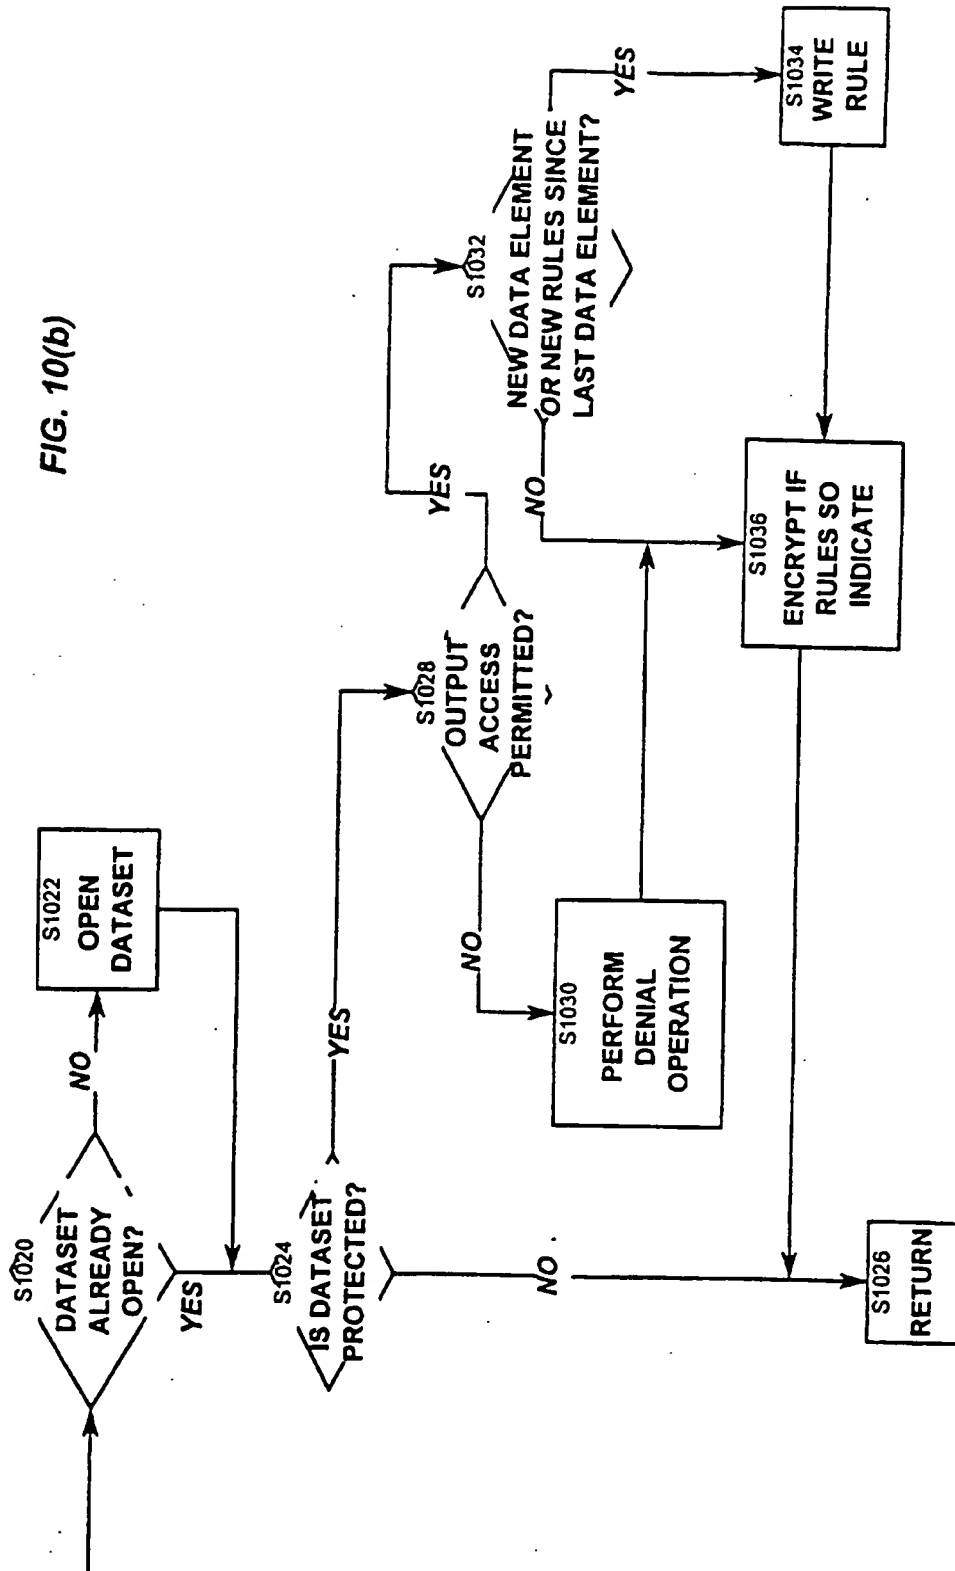 FIG. 10(b)
S1020
DATASET
ALREADY
OPEN?
NO
YES
S1022
OPEN
DATASET
S1024
IS DATASET
PROTECTED?
YES
NO
S1026
RETURN
S1028
OUTPUT
ACCESS
PERMITTED?
NO
YES
S1030
PERFORM
DENIAL
OPERATION
S1032
NEW DATA ELEMENT
OR NEW RULES SINCE
LAST DATA ELEMENT?
NO
YES
S1034
WRITE
RULE
S1036
ENCRYPT IF
RULES SO
INDICATE